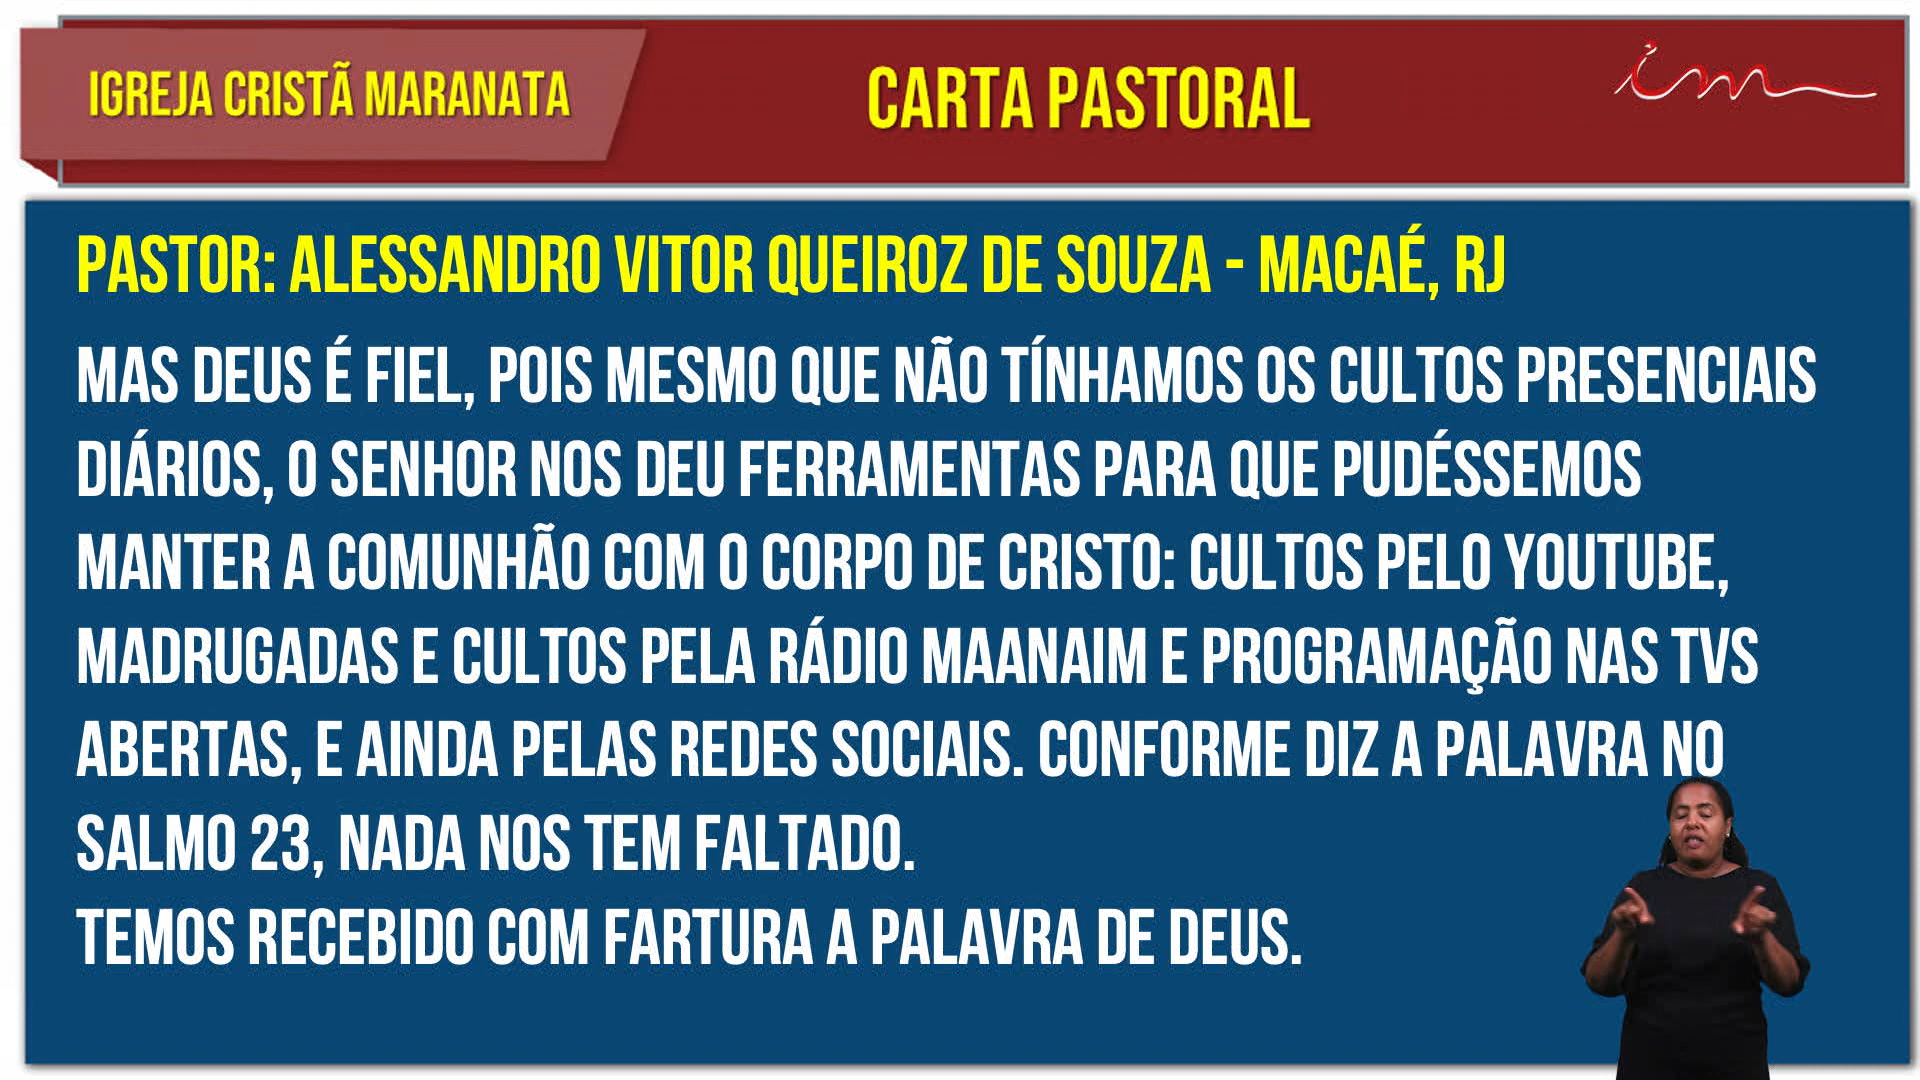 IGREJA CRISTÃ MARANATA
CARTA PASTORAL
im
PASTOR: ALESSANDRO VITOR QUEIROZ DE SOUZA - MACAÉ, RJ
MAS DEUS É FIEL, POIS MESMO QUE NÃO TÍNHAMOS OS CULTOS PRESENCIAIS
DIÁRIOS, O SENHOR NOS DEU FERRAMENTAS PARA QUE PUDÉSSEMOS
MANTER A COMUNHÃO COM O CORPO DE CRISTO: CULTOS PELO YOUTUBE,
MADRUGADAS E CULTOS PELA RÁDIO MAANAIM E PROGRAMAÇÃO NAS TVS
ABERTAS, E AINDA PELAS REDES SOCIAIS. CONFORME DIZ A PALAVRA NO
SALMO 23, NADA NOS TEM FALTADO.
TEMOS RECEBIDO COM FARTURA A PALAVRA DE DEUS.